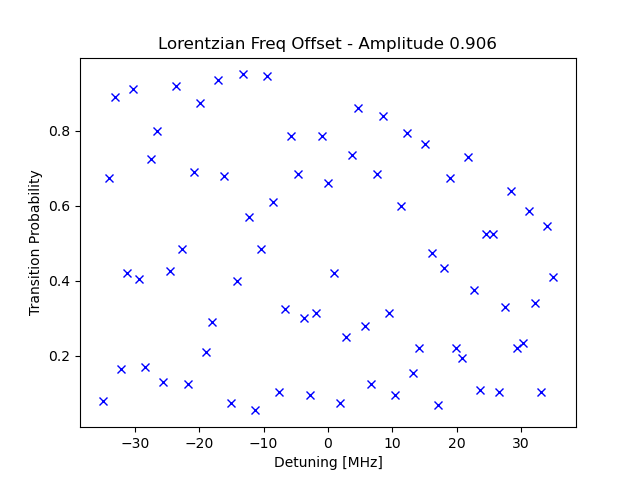 Lorentzian Freq Offset - Amplitude 0.906
Transition Probability
0.8
0.6
0.4
0.2
−30 −20 −10 0 10 20 30
Detuning [MHz]